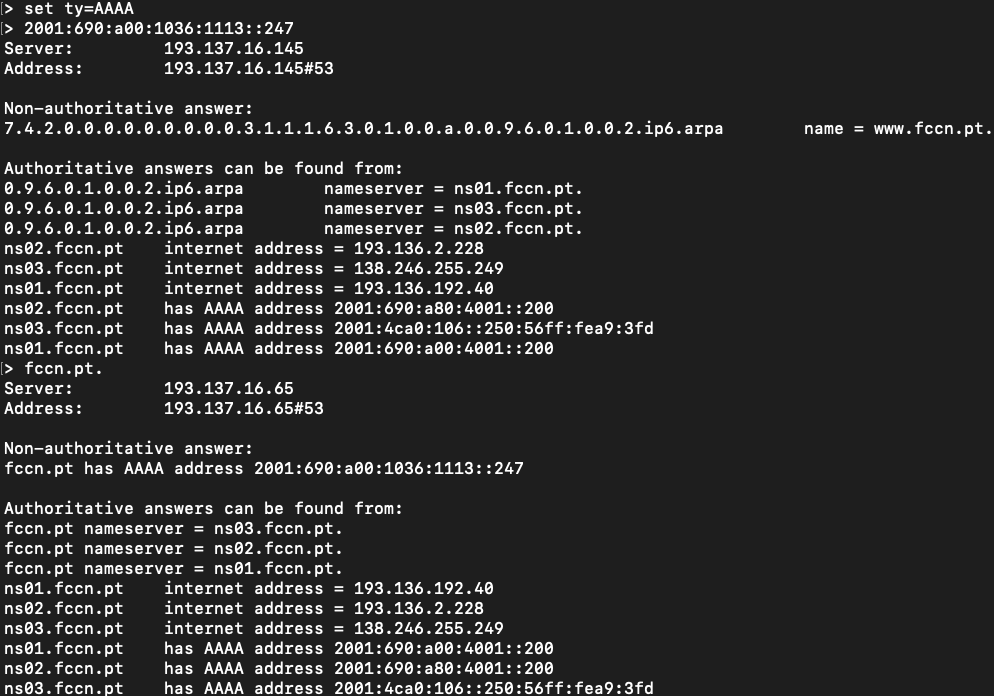 > set ty=AAAA
> 2001:690:a00:1036:1113::247
Server:		193.137.16.145
Address:	193.137.16.145#53

Non-authoritative answer:
7.4.2.0.0.0.0.0.0.0.0.0.3.1.1.1.6.3.0.1.0.0.a.0.0.9.6.0.1.0.0.2.ip6.arpa	name = www.fccn.pt.

Authoritative answers can be found from:
0.9.6.0.1.0.0.2.ip6.arpa	nameserver = ns01.fccn.pt.
0.9.6.0.1.0.0.2.ip6.arpa	nameserver = ns03.fccn.pt.
0.9.6.0.1.0.0.2.ip6.arpa	nameserver = ns02.fccn.pt.
ns02.fccn.pt	internet address = 193.136.2.228
ns03.fccn.pt	internet address = 138.246.255.249
ns01.fccn.pt	internet address = 193.136.192.40
ns02.fccn.pt	has AAAA address 2001:690:a80:4001::200
ns03.fccn.pt	has AAAA address 2001:4ca0:106::250:56ff:fea9:3fd
ns01.fccn.pt	has AAAA address 2001:690:a00:4001::200
> fccn.pt.
Server:		193.137.16.65
Address:	193.137.16.65#53

Non-authoritative answer:
fccn.pt has AAAA address 2001:690:a00:1036:1113::247

Authoritative answers can be found from:
fccn.pt nameserver = ns03.fccn.pt.
fccn.pt nameserver = ns02.fccn.pt.
fccn.pt nameserver = ns01.fccn.pt.
ns01.fccn.pt	internet address = 193.136.192.40
ns02.fccn.pt	internet address = 193.136.2.228
ns03.fccn.pt	internet address = 138.246.255.249
ns01.fccn.pt	has AAAA address 2001:690:a00:4001::200
ns02.fccn.pt	has AAAA address 2001:690:a80:4001::200
ns03.fccn.pt	has AAAA address 2001:4ca0:106::250:56ff:fea9:3fd